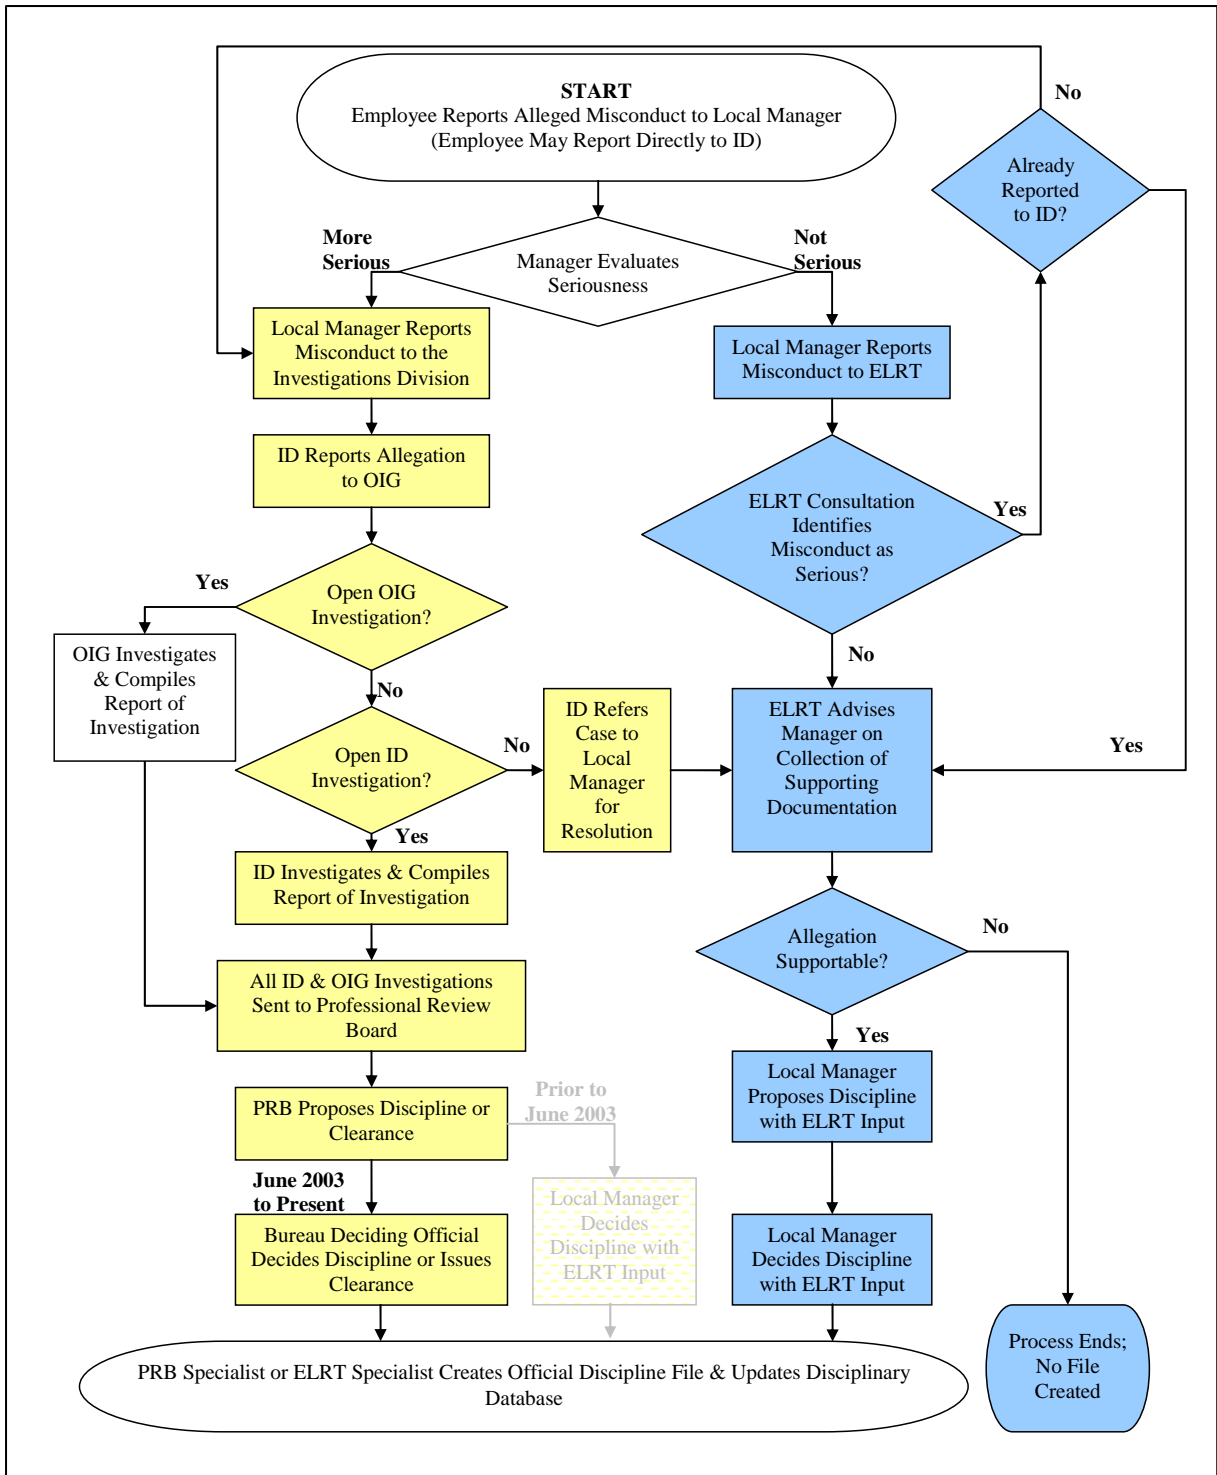 START
Employee Reports Alleged Misconduct to Local Manager
(Employee May Report Directly to ID)
No
Already
Reported
to ID?
More
Serious
Manager Evaluates
Seriousness
Not
Serious
Local Manager Reports
Misconduct to the
Investigations Division
Local Manager Reports
Misconduct to ELRT
ID Reports Allegation
to OIG
ELRT Consultation
Identifies
Misconduct as
Serious?
Yes
Yes
Open OIG
Investigation?
OIG Investigates
& Compiles
Report of
Investigation
No
No
Open ID
Investigation?
No
ID Refers
Case to
Local
Manager
for
Resolution
ELRT Advises
Manager on
Collection of
Supporting
Documentation
Yes
Yes
ID Investigates & Compiles
Report of Investigation
Allegation
Supportable?
No
All ID & OIG Investigations
Sent to Professional Review
Board
Yes
PRB Proposes Discipline or
Clearance
Prior to
June 2003
Local Manager
Proposes Discipline
with ELRT Input
June 2003
to Present
Bureau Deciding Official
Decides Discipline or Issues
Clearance
Local Manager
Decides
Discipline with
ELRT Input
Local Manager
Decides Discipline
with ELRT Input
Process Ends;
No File
Created
PRB Specialist or ELRT Specialist Creates Official Discipline File & Updates Disciplinary
Database